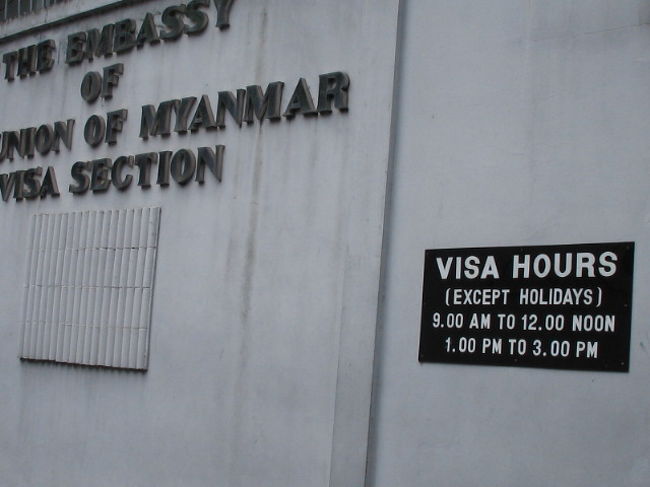 THE EMBASSY
OF
UNION OF MYANMAR
VISA SECTION
VISA HOURS
(EXCEPT HOLIDAYS)
9.00 AM TO 12.00 NOON
1.00 PM TO 3.00 PM